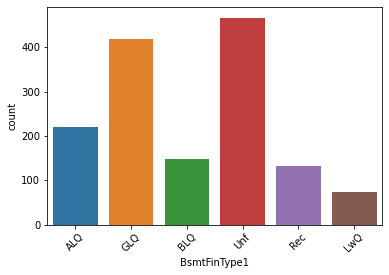 count
400
300
200
100
0
ALQ
GLQ
BLQ
Unf
Rec
LwQ
BsmtFinType1